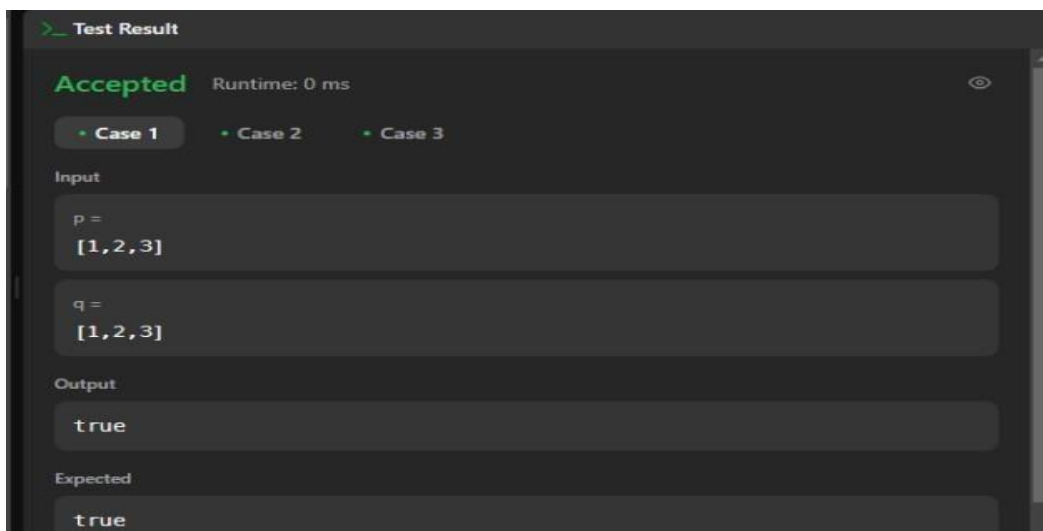 >_ Test Result
Accepted Runtime: 0 ms
• Case 1 • Case 2 • Case 3
Input
p =
[1,2,3]
q =
[1,2,3]
Output
true
Expected
true